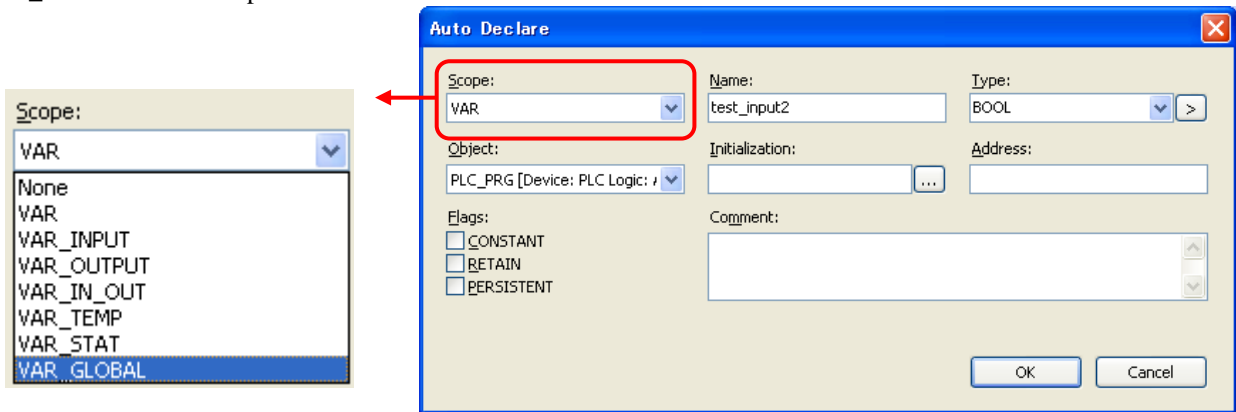 Scope:
VAR
None
VAR
VAR_INPUT
VAR_OUTPUT
VAR_IN_OUT
VAR_TEMP
VAR_STAT
VAR_GLOBAL
Auto Declare
Scope:
VAR
Name:
test_input2
Type:
BOOL
>
Object:
PLC_PRG [Device: PLC Logic:
Initialization:
...
Address:
Flags:
CONSTANT
RETAIN
PERSISTENT
Comment:
OK
Cancel